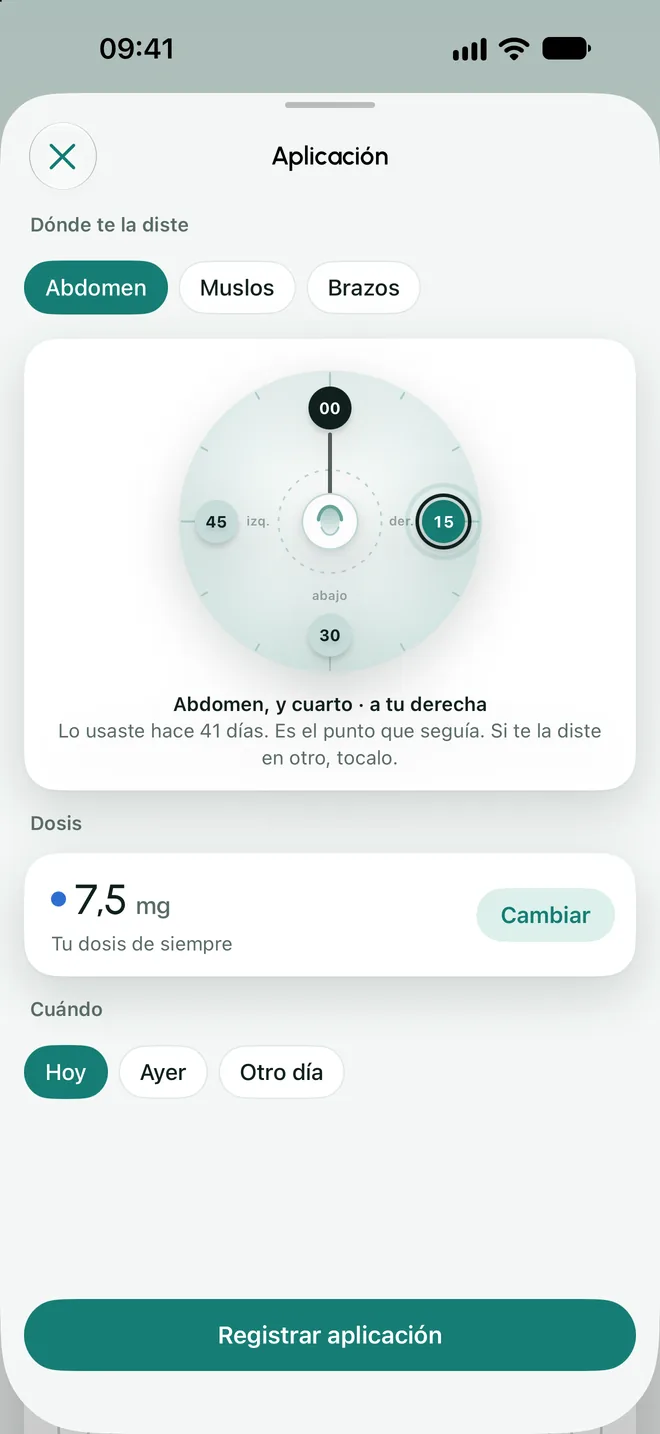 09:41
Aplicación
Dónde te la diste
Abdomen
Muslos
Brazos
00
45
izq.
der.
15
abajo
30
Abdomen, y cuarto · a tu derecha
Lo usaste hace 41 días. Es el punto que seguía. Si te la diste
en otro, tocalo.
Dosis
7,5 mg
Cambiar
Tu dosis de siempre
Cuándo
Hoy
Ayer
Otro día
Registrar aplicación